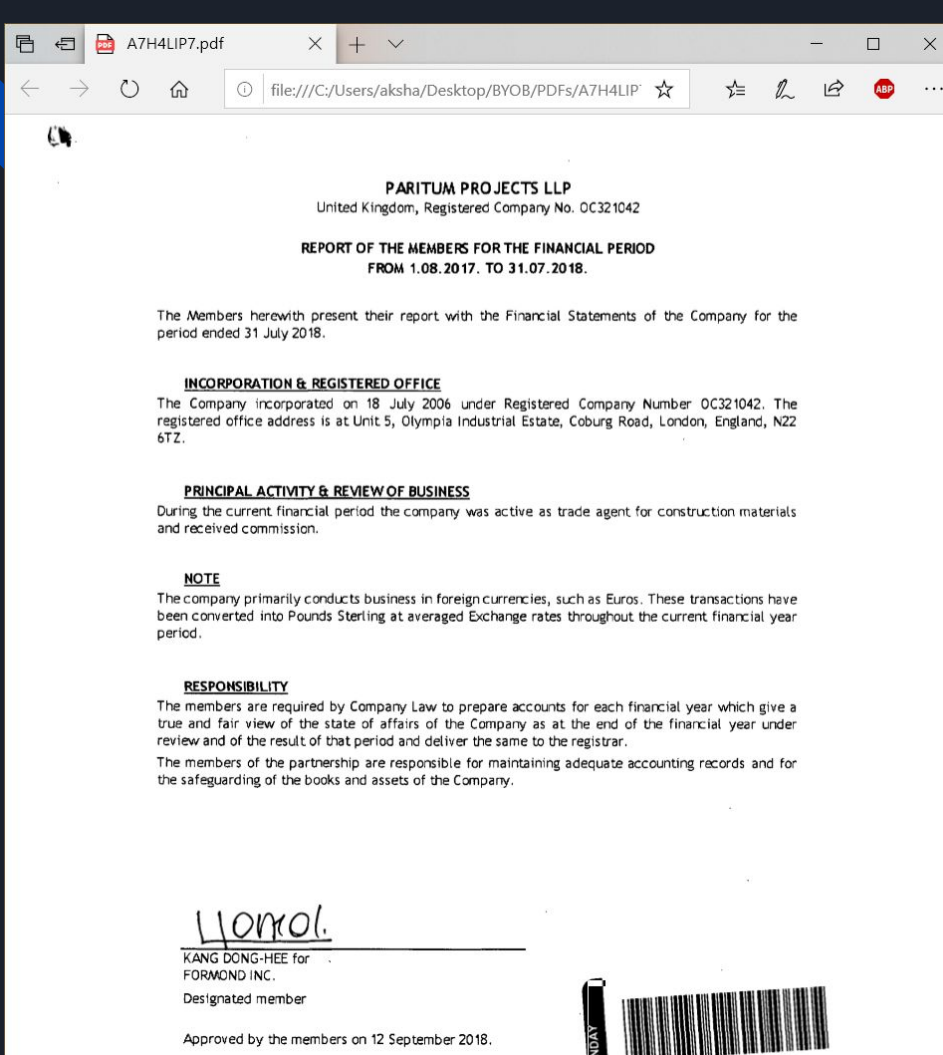 A7H4LIP7.pdf
file:///C:/Users/aksha/Desktop/BYOB/PDFs/A7H4LIP
ABP
PARITUM PROJECTS LLP
United Kingdom, Registered Company No. OC321042
REPORT OF THE MEMBERS FOR THE FINANCIAL PERIOD
FROM 1.08.2017. TO 31.07.2018.
The Members herewith present their report with the Financial Statements of the Company for the
period ended 31 July 2018.
INCORPORATION & REGISTERED OFFICE
The Company incorporated on 18 July 2006 under Registered Company Number OC321042. The
registered office address is at Unit 5, Olympia Industrial Estate, Coburg Road, London, England, N22
6TZ.
PRINCIPAL ACTIVITY & REVIEW OF BUSINESS
During the current financial period the company was active as trade agent for construction materials
and received commission.
NOTE
The company primarily conducts business in foreign currencies, such as Euros. These transactions have
been converted into Pounds Sterling at averaged Exchange rates throughout the current financial year
period.
RESPONSIBILITY
The members are required by Company Law to prepare accounts for each financial year which give a
true and fair view of the state of affairs of the Company as at the end of the financial year under
review and of the result of that period and deliver the same to the registrar.
The members of the partnership are responsible for maintaining adequate accounting records and for
the safeguarding of the books and assets of the Company.
KANG DONG-HEE for
FORMOND INC.
Designated member
Approved by the members on 12 September 2018.
NDAY